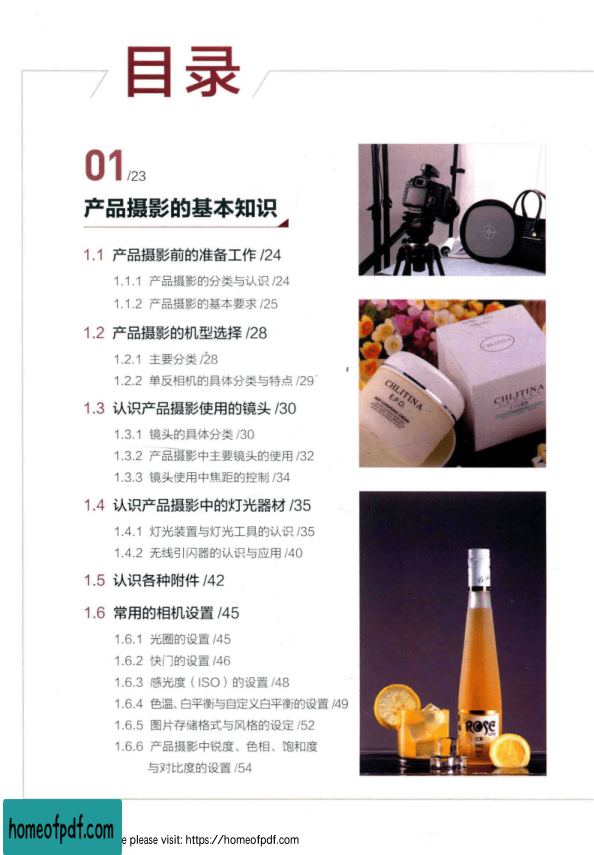 目录
01/23
产品摄影的基本知识
1.1 产品摄影前的准备工作 /24
1.1.1 产品摄影的分类与认识 /24
1.1.2 产品摄影的基本要求 /25
1.2 产品摄影的机型选择 /28
1.2.1 主要分类 /28
1.2.2 单反相机的具体分类与特点 /29
1.3 认识产品摄影使用的镜头 /30
1.3.1 镜头的具体分类 /30
1.3.2 产品摄影中主要镜头的使用 /32
1.3.3 镜头使用中焦距的控制 /34
1.4 认识产品摄影中的灯光器材 /35
1.4.1 灯光装置与灯光工具的认识 /35
1.4.2 无线引闪器的认识与应用 /40
1.5 认识各种附件 /42
1.6 常用的相机设置 /45
1.6.1 光圈的设置 /45
1.6.2 快门的设置 /46
1.6.3 感光度（ISO）的设置 /48
1.6.4 色温、白平衡与自定义白平衡的设置 /49
1.6.5 图片存储格式与风格的设定 /52
1.6.6 产品摄影中锐度、色相、饱和度
与对比度的设置 /54
CHLITINA
E.P.O.
CHLITINA
CHLITINA
ROSE
homeofpdf.com
e please visit: https://homeofpdf.com